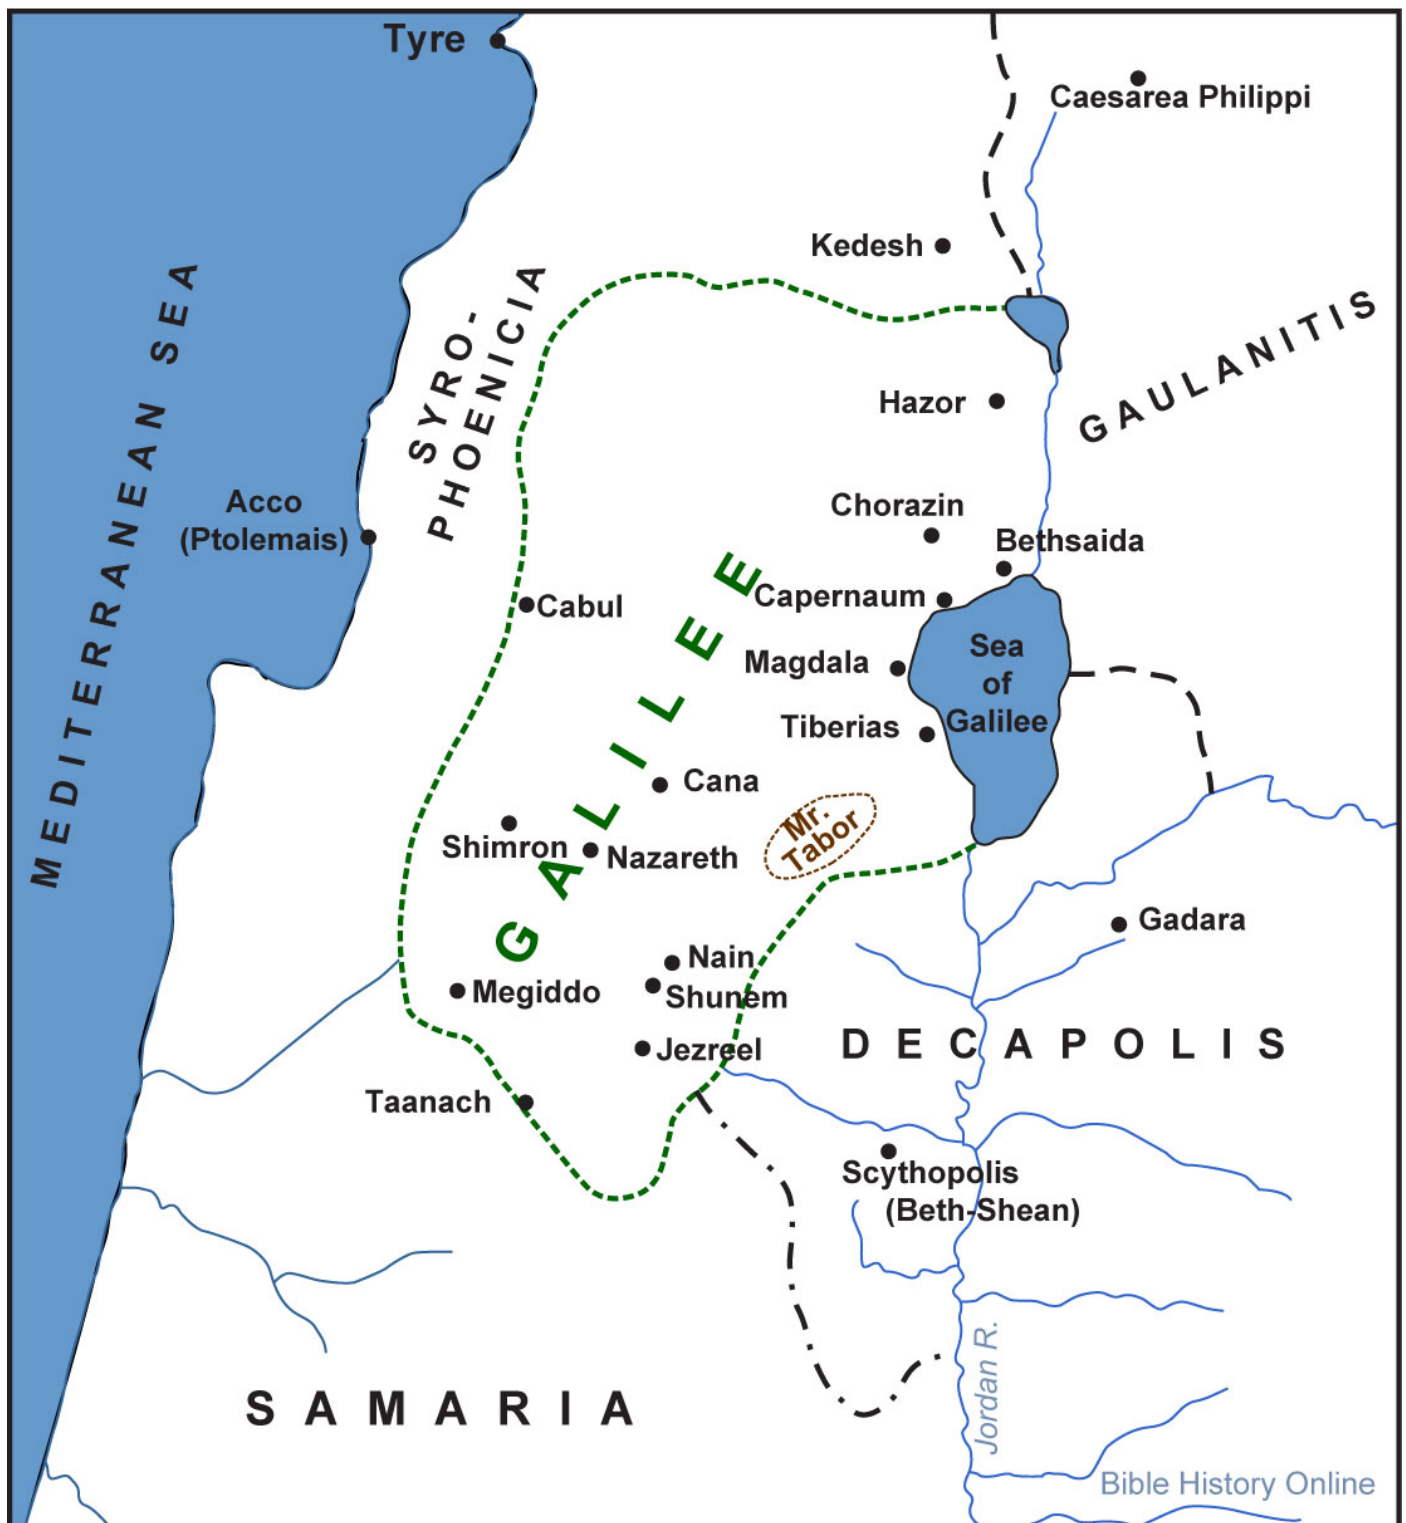 Tyre
Caesarea Philippi
Kedesh
MEDITERRANEAN SEA
SYRO-
PHOENICIA
GAULANITIS
Hazor
Acco
(Ptolemais)
Chorazin
Bethsaida
Cabul
GALILEE
Capernaum
Sea
of
Galilee
Magdala
Tiberias
Cana
Mr.
Tabor
Shimron
Nazareth
Gadara
Nain
Megiddo
Shunem
Jezreel
DECAPOLIS
Taanach
Scythopolis
(Beth-Shean)
Jordan R.
SAMARIA
Bible History Online